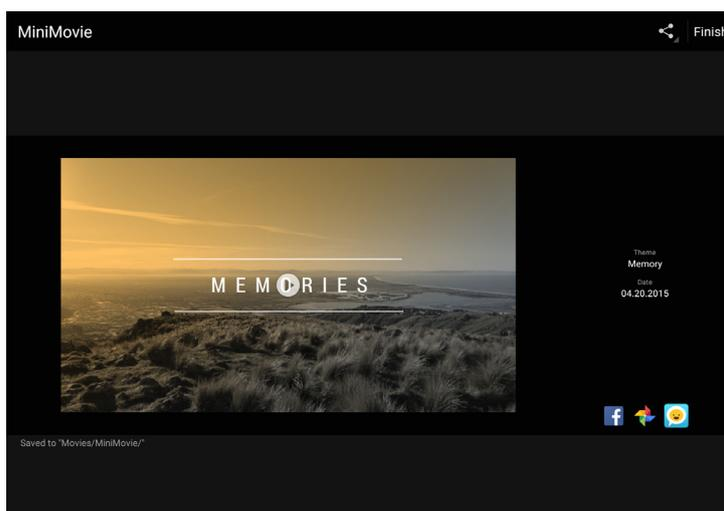 MiniMovie
Finish
MEMORIES
Theme
Memory
Date
04.20.2015
Saved to "Movies/MiniMovie/"